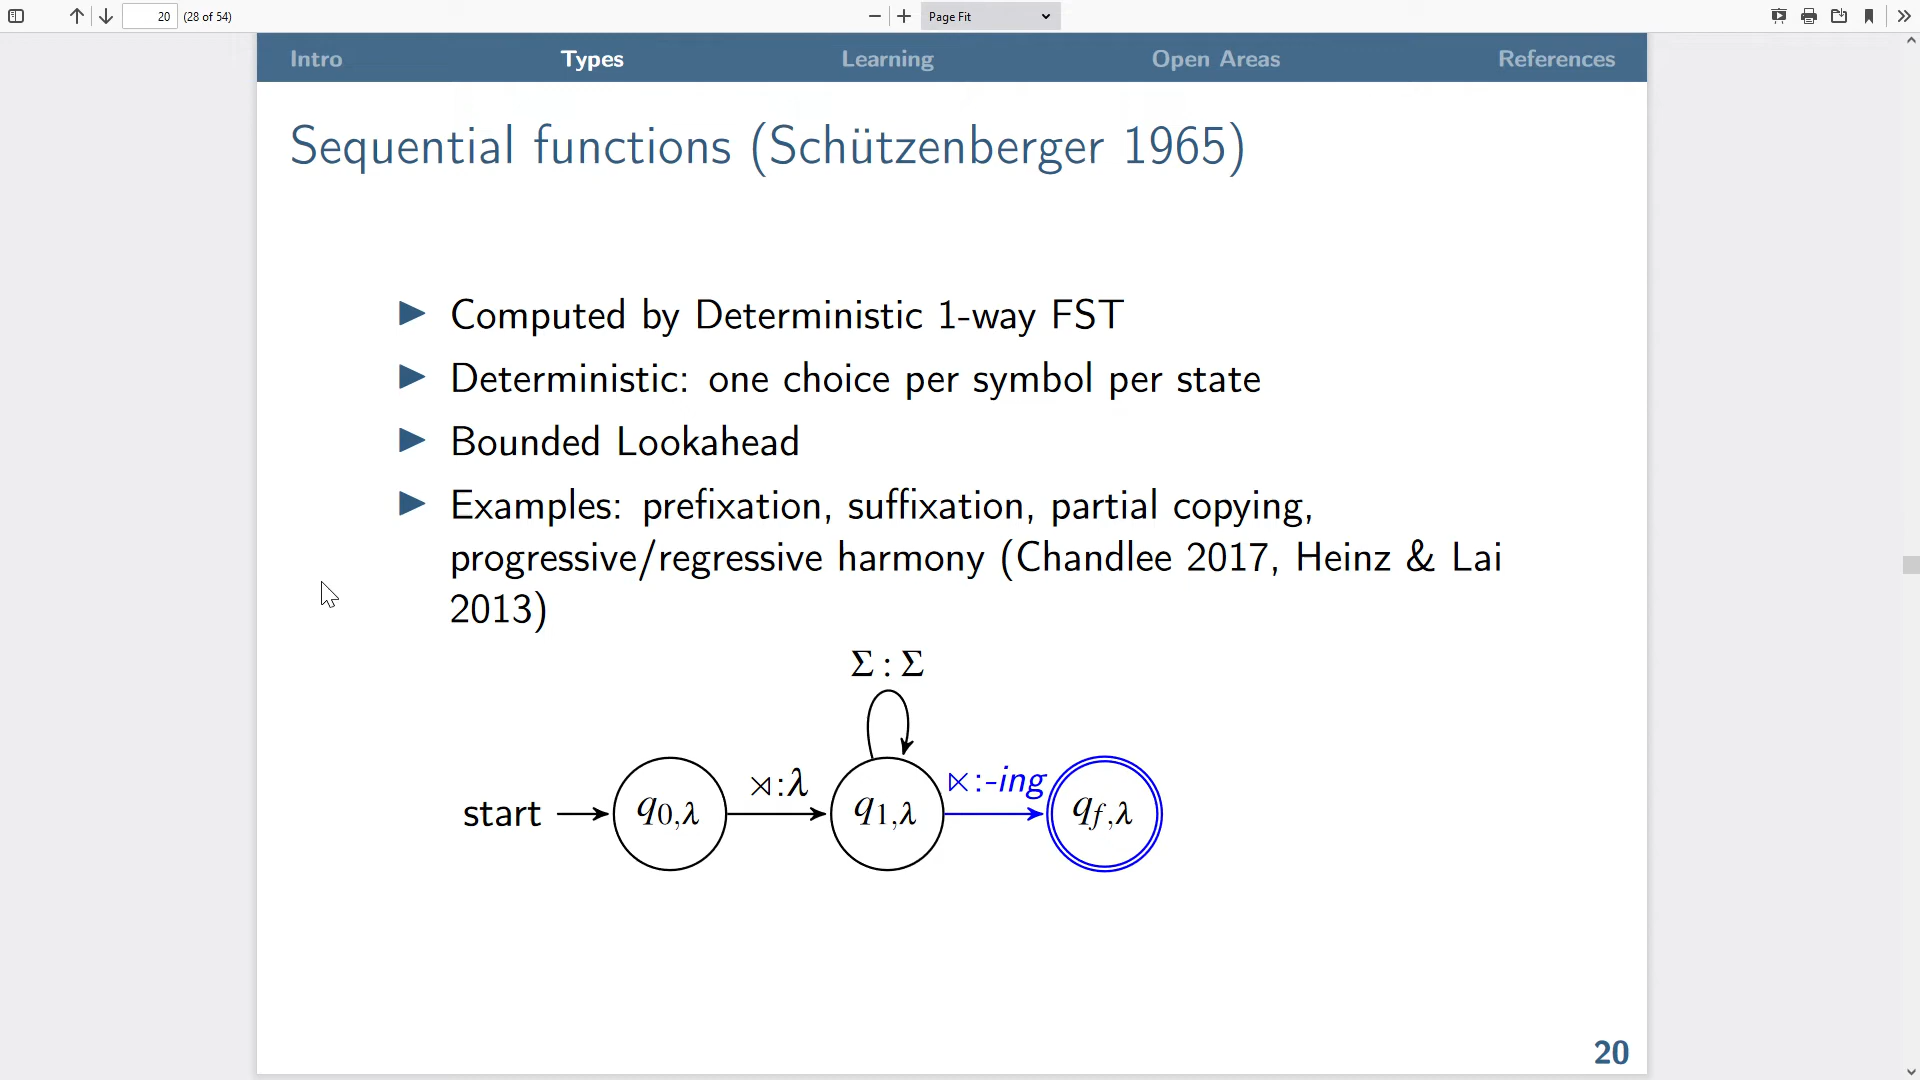 20 (28 of 54) Page Fit
Intro Types Learning Open Areas References
Sequential functions (Schützenberger 1965)
Computed by Deterministic 1-way FST
Deterministic: one choice per symbol per state
Bounded Lookahead
Examples: prefixation, suffixation, partial copying,
progressive/regressive harmony (Chandlee 2017, Heinz & Lai
2013)
Σ : Σ
⋊:λ ⋉:-ing
start q0,λ q1,λ qf,λ
20